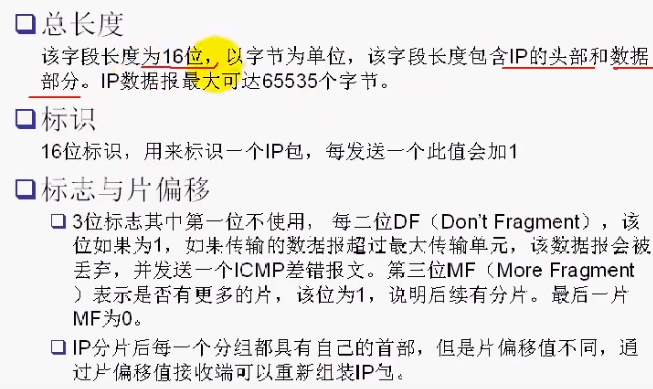 总长度
该字段长度为16位，以字节为单位，该字段长度包含IP的头部和数据
部分。IP数据报最大可达65535个字节。
标识
16位标识，用来标识一个IP包，每发送一个此值会加1
标志与片偏移
3位标志其中第一位不使用， 每二位DF（Don't Fragment），该
位如果为1，如果传输的数据报超过最大传输单元，该数据报会被
丢弃，并发送一个ICMP差错报文。第三位MF（More Fragment
）表示是否有更多的片，该位为1，说明后续有分片。最后一片
MF为0。
IP分片后每一个分组都具有自己的首部，但是片偏移值不同，通
过片偏移值接收端可以重新组装IP包。